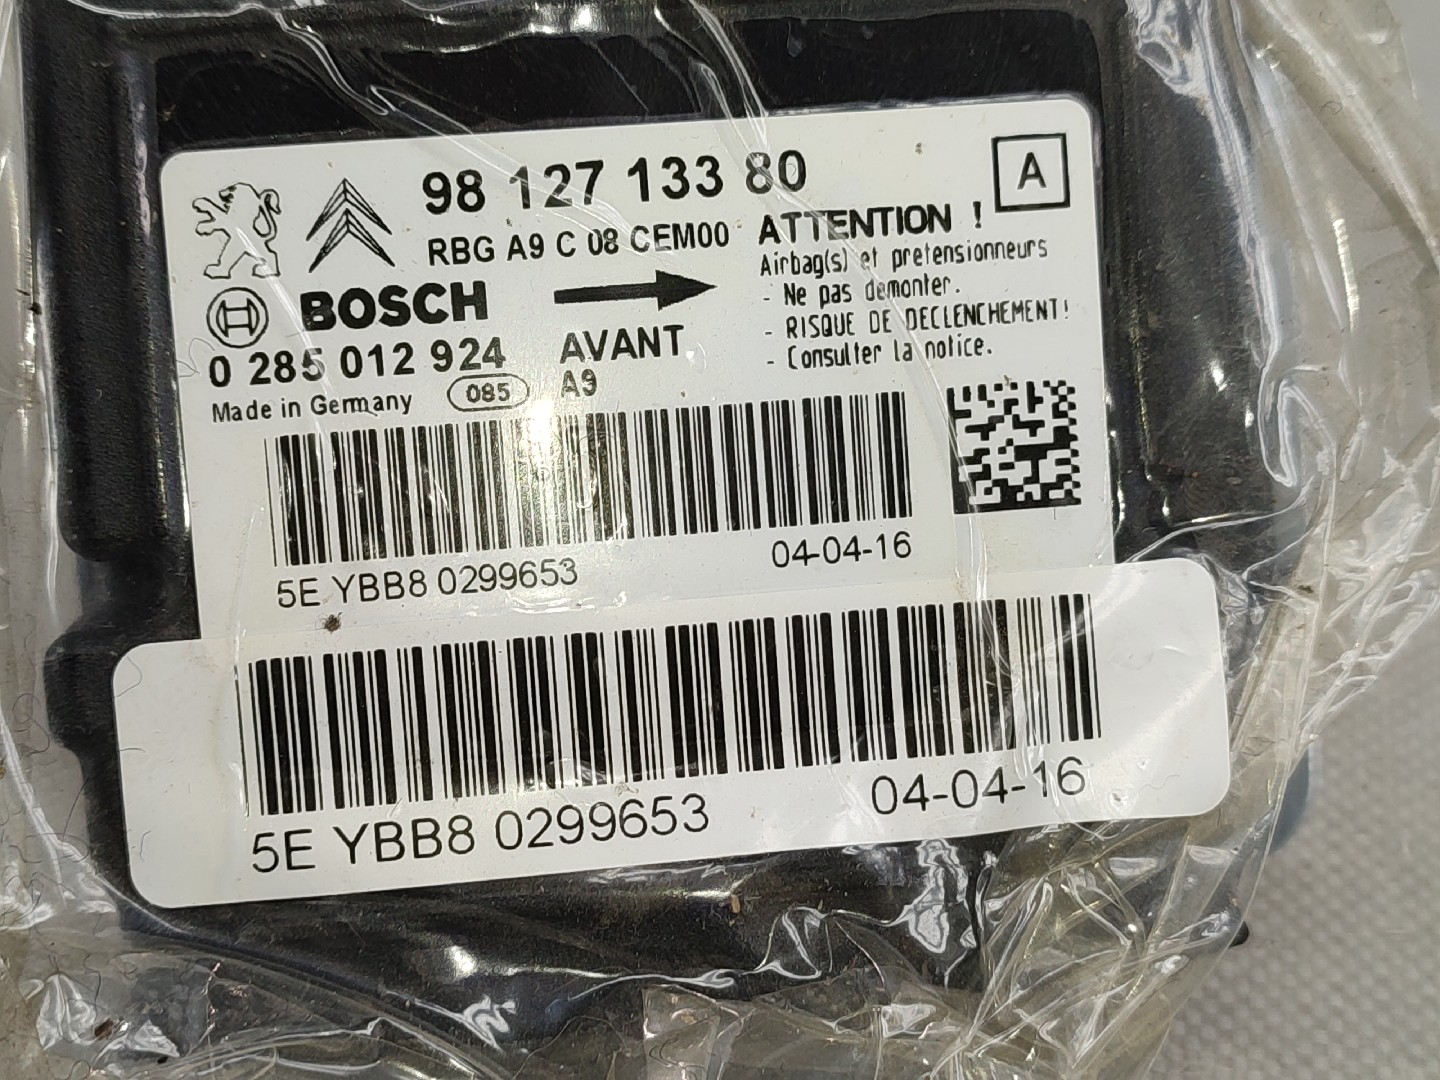 98 127 133 80
A
RBG A9 C 08 CEM00
ATTENTION !
Airbag(s) et pretensionneurs
- Ne pas demonter.
- RISQUE DE DECLENCHEMENT!
- Consulter la notice.
BOSCH
AVANT
0 285 012 924
A9
Made in Germany
085
5E YBB8 0299653
04-04-16
5E YBB8 0299653
04-04-16